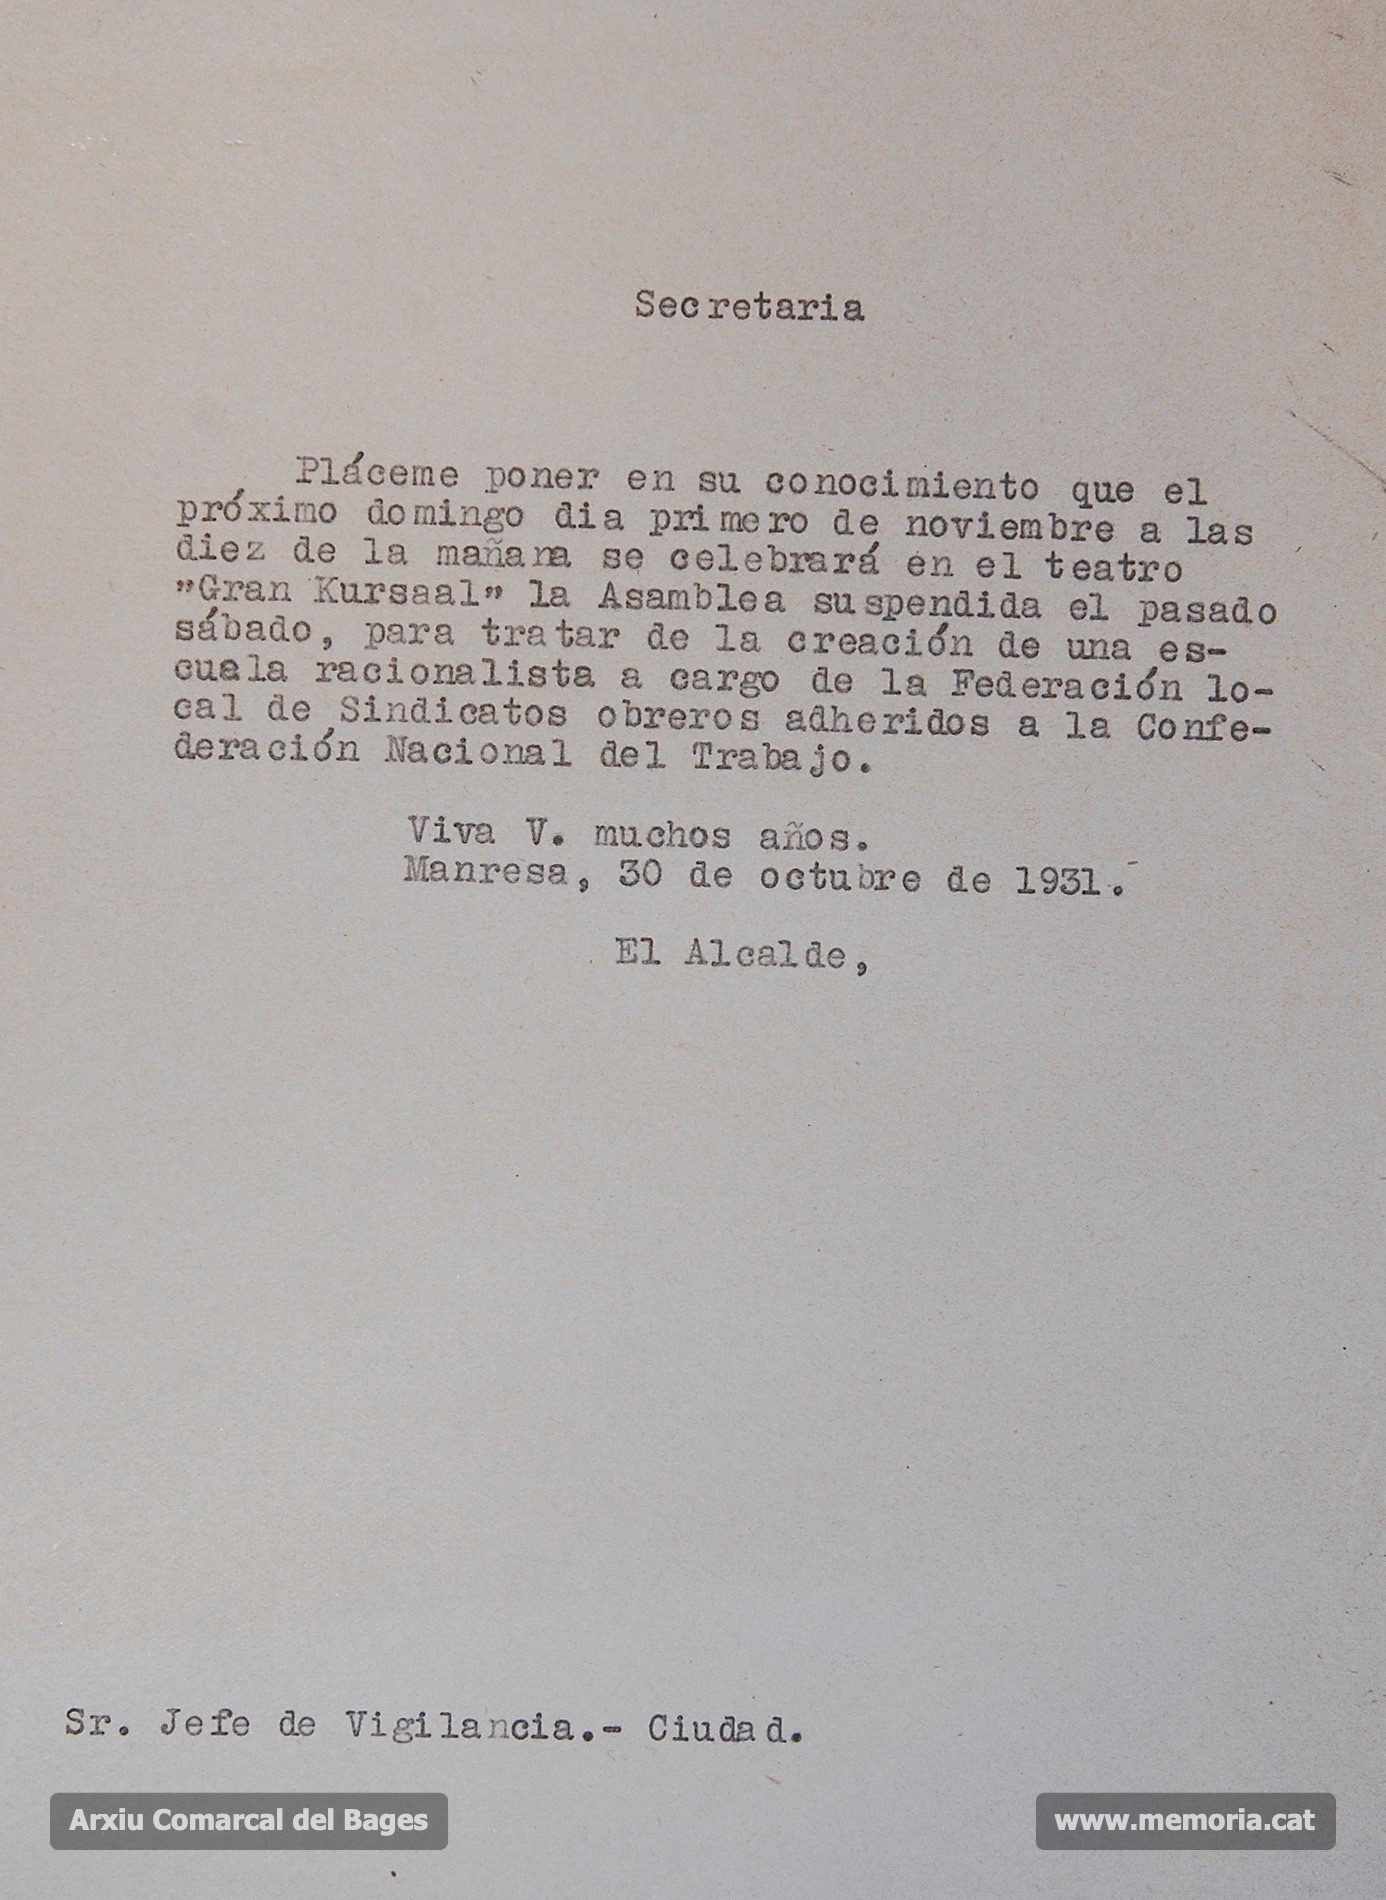 Secretaria
Pláceme poner en su conocimiento que el
próximo domingo dia primero de noviembre a las
diez de la mañana se celebrará en el teatro
"Gran Kursaal" la Asamblea suspendida el pasado
sábado, para tratar de la creación de una es-
cuela racionalista a cargo de la Federación lo-
cal de Sindicatos obreros adheridos a la Confe-
deración Nacional del Trabajo.
Viva V. muchos años.
Manresa, 30 de octubre de 1931.
El Alcalde,
Sr. Jefe de Vigilancia.- Ciudad.
Arxiu Comarcal del Bages
www.memoria.cat